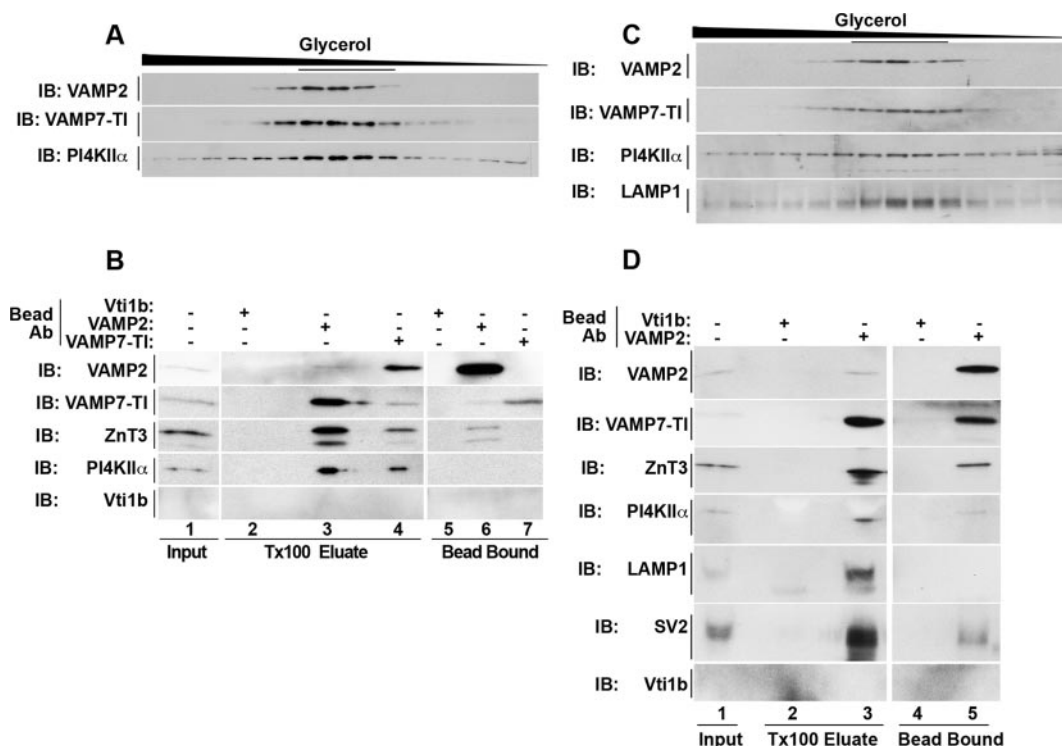 A
Glycerol
IB: VAMP2
IB: VAMP7-TI
IB: PI4KIIα
B
Bead Ab
Vti1b: - + - - + - -
VAMP2: - - + - - + -
VAMP7-TI: - - - + - - +
IB: VAMP2
IB: VAMP7-TI
IB: ZnT3
IB: PI4KIIα
IB: Vti1b
1 2 3 4 5 6 7
Input Tx100 Eluate Bead Bound
C
Glycerol
IB: VAMP2
IB: VAMP7-TI
IB: PI4KIIα
IB: LAMP1
D
Bead Ab
Vti1b: - + - + -
VAMP2: - - + - +
IB: VAMP2
IB: VAMP7-TI
IB: ZnT3
IB: PI4KIIα
IB: LAMP1
IB: SV2
IB: Vti1b
1 2 3 4 5
Input Tx100 Eluate Bead Bound